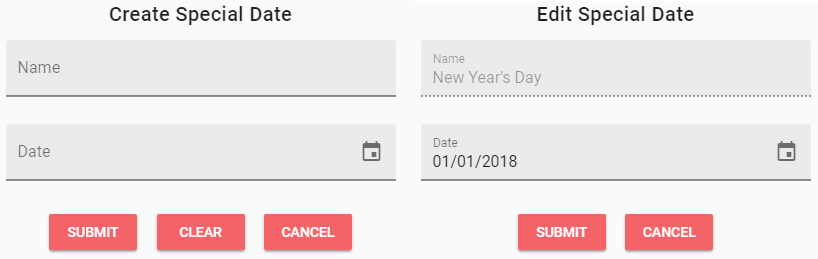 Create Special Date
Name
Date
SUBMIT CLEAR CANCEL
Edit Special Date
Name
New Year's Day
Date
01/01/2018
SUBMIT CANCEL